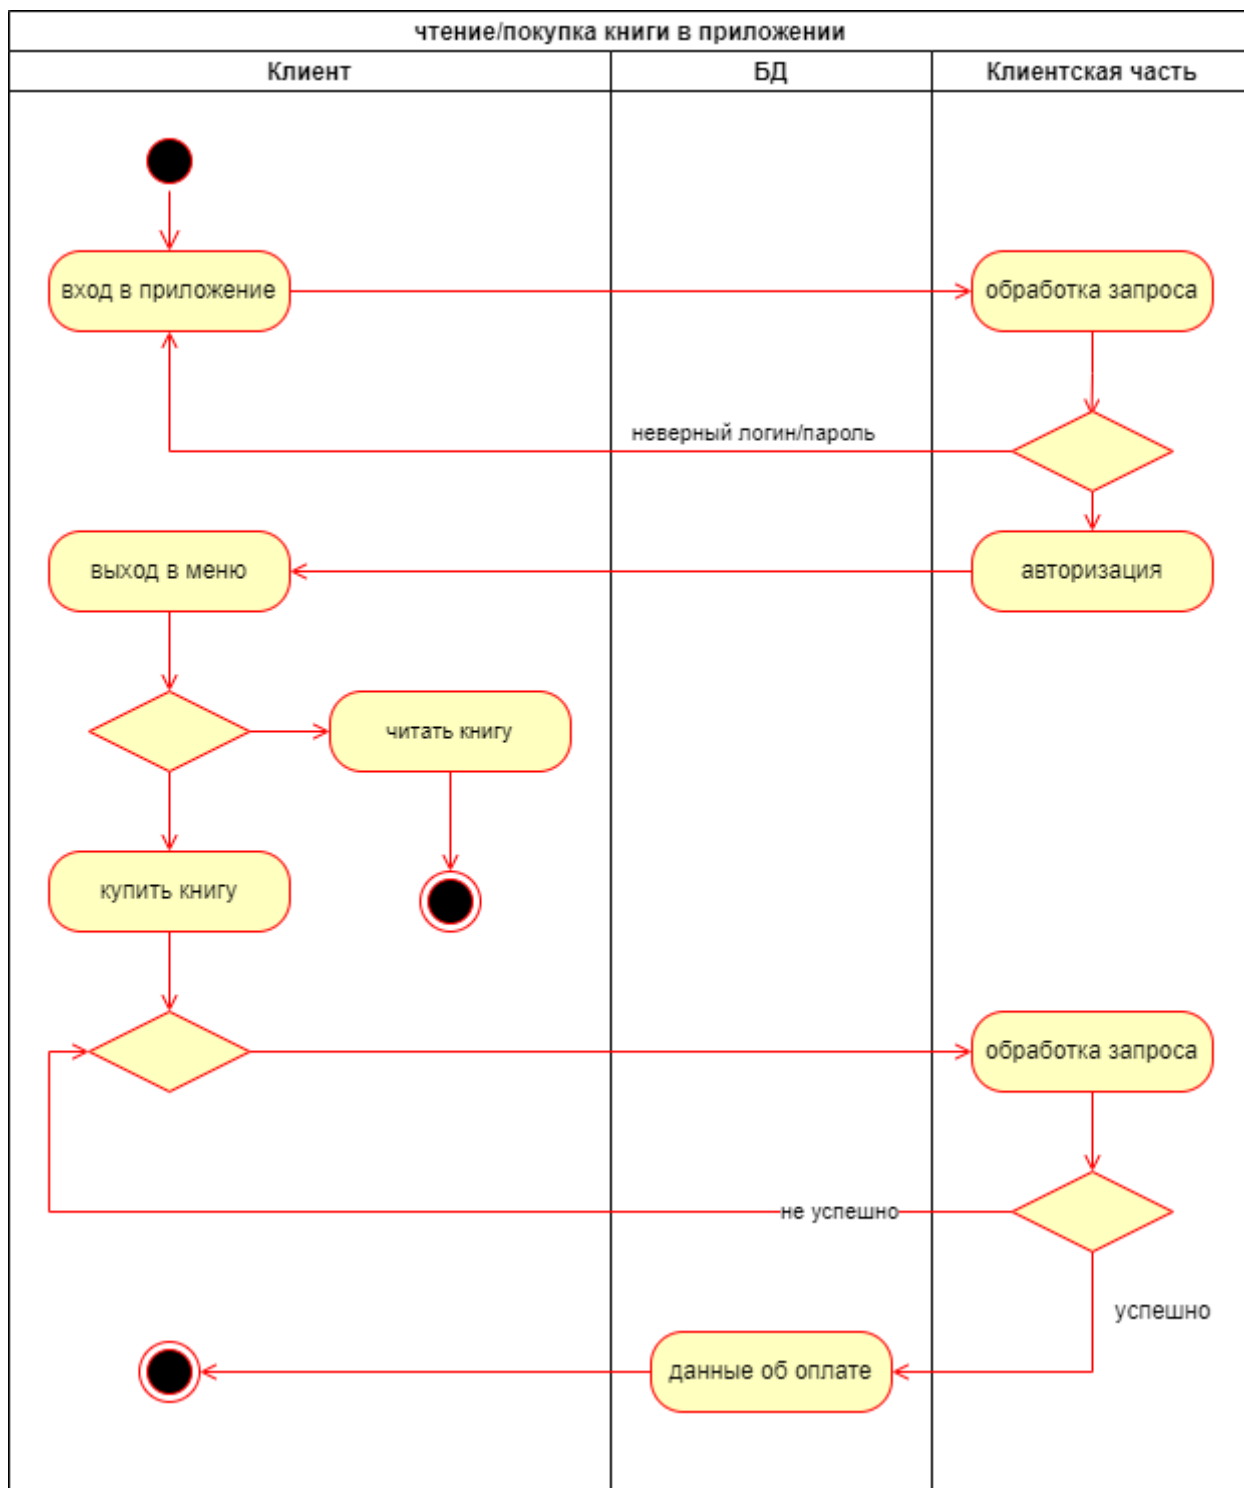 чтение/покупка книги в приложении
Клиент
БД
Клиентская часть
вход в приложение
обработка запроса
неверный логин/пароль
выход в меню
авторизация
читать книгу
купить книгу
обработка запроса
не успешно
успешно
данные об оплате